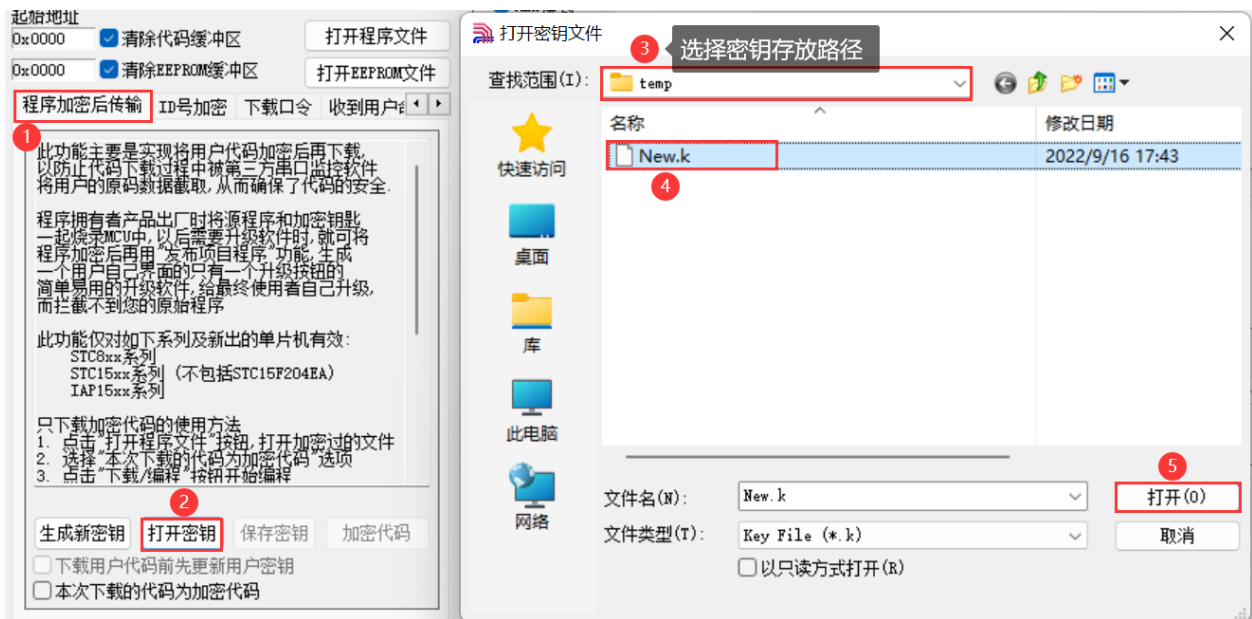 起始地址
0x0000 清除代码缓冲区 打开程序文件
0x0000 清除EEPROM缓冲区 打开EEPROM文件
程序加密后传输 ID号加密 下载口令 收到用户
1
此功能主要是实现将用户代码加密后再下载,
以防止代码下载过程中被第三方串口监控软件
将用户的原码数据截取,从而确保了代码的安全.
程序拥有者产品出厂时将源程序和加密钥匙
一起烧录MCU中,以后需要升级软件时,就可将
程序加密后再用"发布项目程序"功能,生成
一个用户自己界面的只有一个升级按钮的
简单易用的升级软件,给最终使用者自己升级,
而拦截不到您的原始程序
此功能仅对如下系列及新出的单片机有效:
STC8xx系列
STC15xx系列 (不包括STC15F204EA)
IAP15xx系列
只下载加密代码的使用方法
1. 点击"打开程序文件"按钮,打开加密过的文件
2. 选择"本次下载的代码为加密代码"选项
3. 点击"下载/编程"按钮开始编程
2
生成新密钥 打开密钥 保存密钥 加密代码
下载用户代码前先更新用户密钥
本次下载的代码为加密代码
打开密钥文件
3 选择密钥存放路径
查找范围(I): temp
名称 修改日期
New.k 2022/9/16 17:43
4
快速访问
桌面
库
此电脑
网络
5
文件名(N): New.k 打开(O)
文件类型(T): Key File (*.k) 取消
以只读方式打开(R)